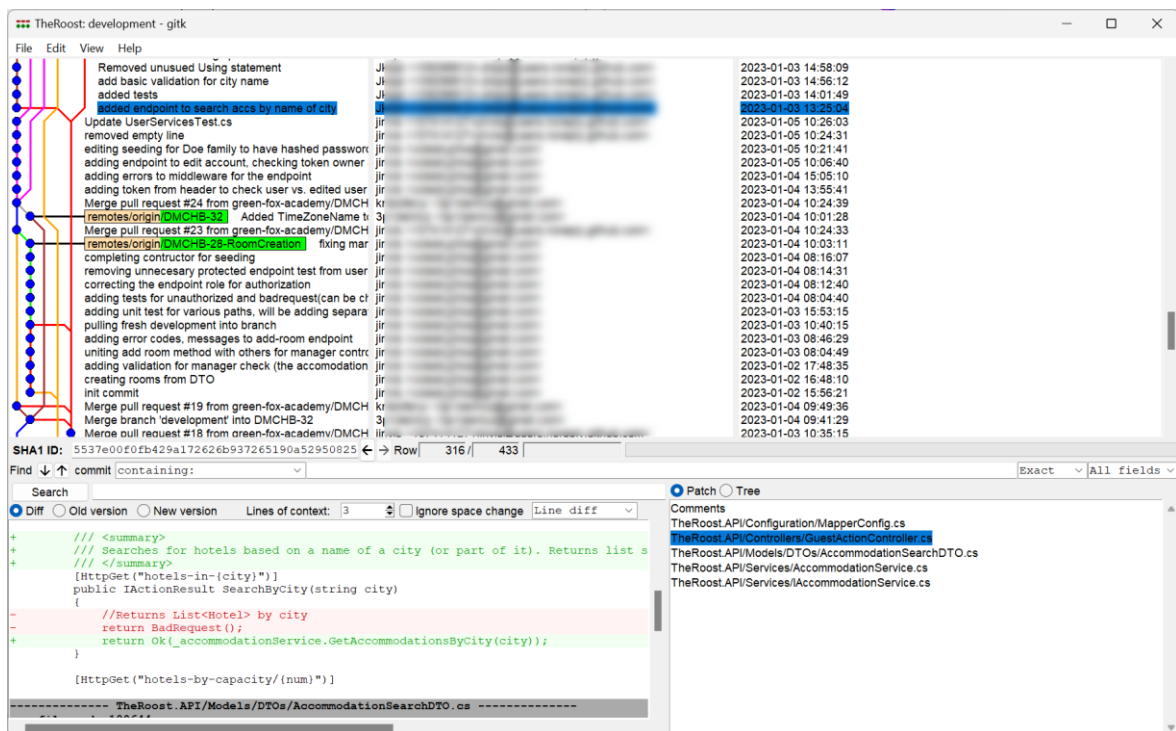 TheRoost: development - gitk
File Edit View Help
Removed unusued Using statement 2023-01-03 14:58:09
add basic validation for city name 2023-01-03 14:56:12
added tests 2023-01-03 14:01:49
added endpoint to search accs by name of city 2023-01-03 13:25:04
Update UserServicesTest.cs 2023-01-05 10:26:03
removed empty line 2023-01-05 10:24:31
editing seeding for Doe family to have hashed password 2023-01-05 10:21:41
adding endpoint to edit account, checking token owner 2023-01-05 10:06:40
adding errors to middleware for the endpoint 2023-01-04 15:05:10
adding token from header to check user vs. edited user 2023-01-04 13:55:41
Merge pull request #24 from green-fox-academy/DMCH 2023-01-04 10:24:39
remotes/origin/DMCHB-32 Added TimeZoneName to 2023-01-04 10:01:28
Merge pull request #23 from green-fox-academy/DMCH 2023-01-04 10:24:33
remotes/origin/DMCHB-28-RoomCreation fixing mar 2023-01-04 10:03:11
completing contructor for seeding 2023-01-04 08:16:07
removing unnecesary protected endpoint test from user 2023-01-04 08:14:31
correcting the endpoint role for authorization 2023-01-04 08:12:40
adding tests for unauthorized and badrequest(can be ch 2023-01-04 08:04:40
adding unit test for various paths, will be adding separa 2023-01-03 15:53:15
pulling fresh development into branch 2023-01-03 10:40:15
adding error codes, messages to add-room endpoint 2023-01-03 08:46:29
uniting add room method with others for manager contro 2023-01-03 08:04:49
adding validation for manager check (the accomodation 2023-01-02 17:48:35
creating rooms from DTO 2023-01-02 16:48:10
init commit 2023-01-02 15:56:21
Merge pull request #19 from green-fox-academy/DMCH 2023-01-04 09:49:36
Merge branch 'development' into DMCHB-32 2023-01-04 09:41:29
Merge pull request #18 from green-fox-academy/DMCH 2023-01-03 10:35:15
SHA1 ID: 5537e00f0fb429a172626b937265190a52950825 ← → Row 316 / 433
Find ↓ ↑ commit containing: Exact All fields
Search
Diff Old version New version Lines of context: 3 Ignore space change Line diff
+ /// <summary>
+ /// Searches for hotels based on a name of a city (or part of it). Returns list s
+ /// </summary>
[HttpGet("hotels-in-{city}")]
public IActionResult SearchByCity(string city)
{
- //Returns List<Hotel> by city
- return BadRequest();
+ return Ok(_accommodationService.GetAccommodationsByCity(city));
}
[HttpGet("hotels-by-capacity/{num}")]
-------------- TheRoost.API/Models/DTOs/AccommodationSearchDTO.cs --------------
Patch Tree
Comments
TheRoost.API/Configuration/MapperConfig.cs
TheRoost.API/Controllers/GuestActionController.cs
TheRoost.API/Models/DTOs/AccommodationSearchDTO.cs
TheRoost.API/Services/AccommodationService.cs
TheRoost.API/Services/IAccommodationService.cs